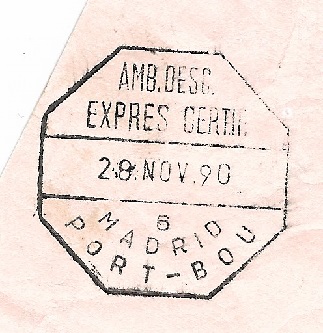 AMB.DESC.
EXPRES CERTIF.
28.NOV.90
6
MADRID
PORT-BOU